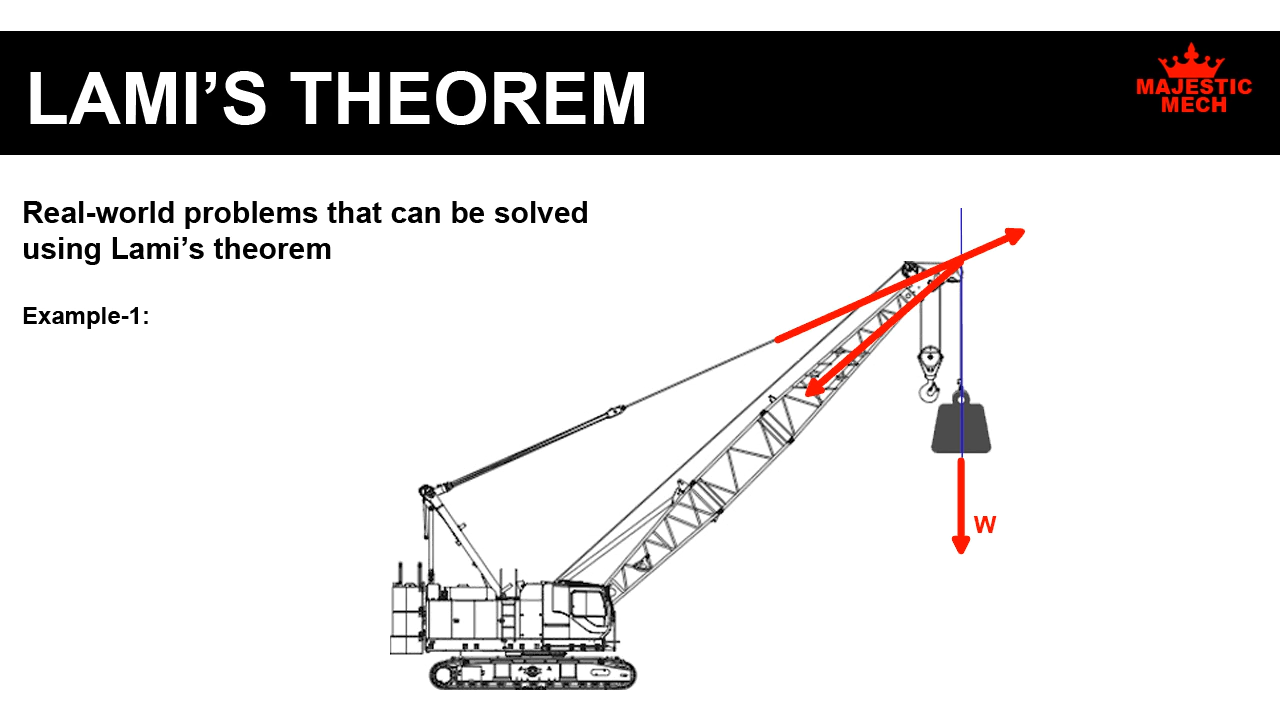 LAMI’S THEOREM
MAJESTIC
MECH
Real-world problems that can be solved
using Lami’s theorem
Example-1:
W